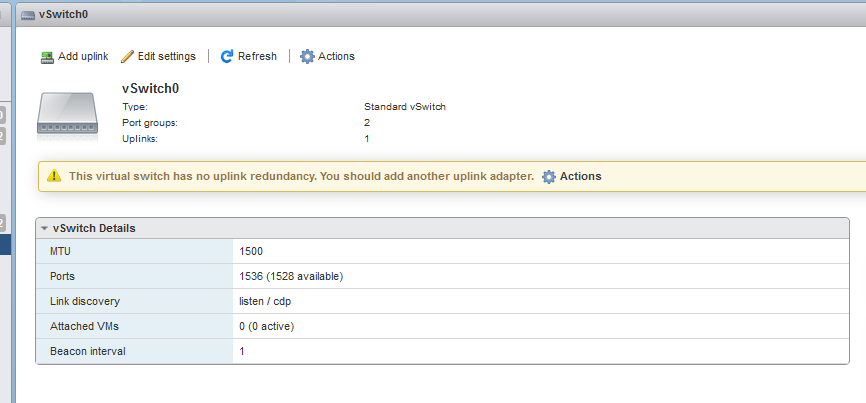 vSwitch0
Add uplink Edit settings Refresh Actions
vSwitch0
Type: Standard vSwitch
Port groups: 2
Uplinks: 1
This virtual switch has no uplink redundancy. You should add another uplink adapter. Actions
vSwitch Details
MTU 1500
Ports 1536 (1528 available)
Link discovery listen / cdp
Attached VMs 0 (0 active)
Beacon interval 1